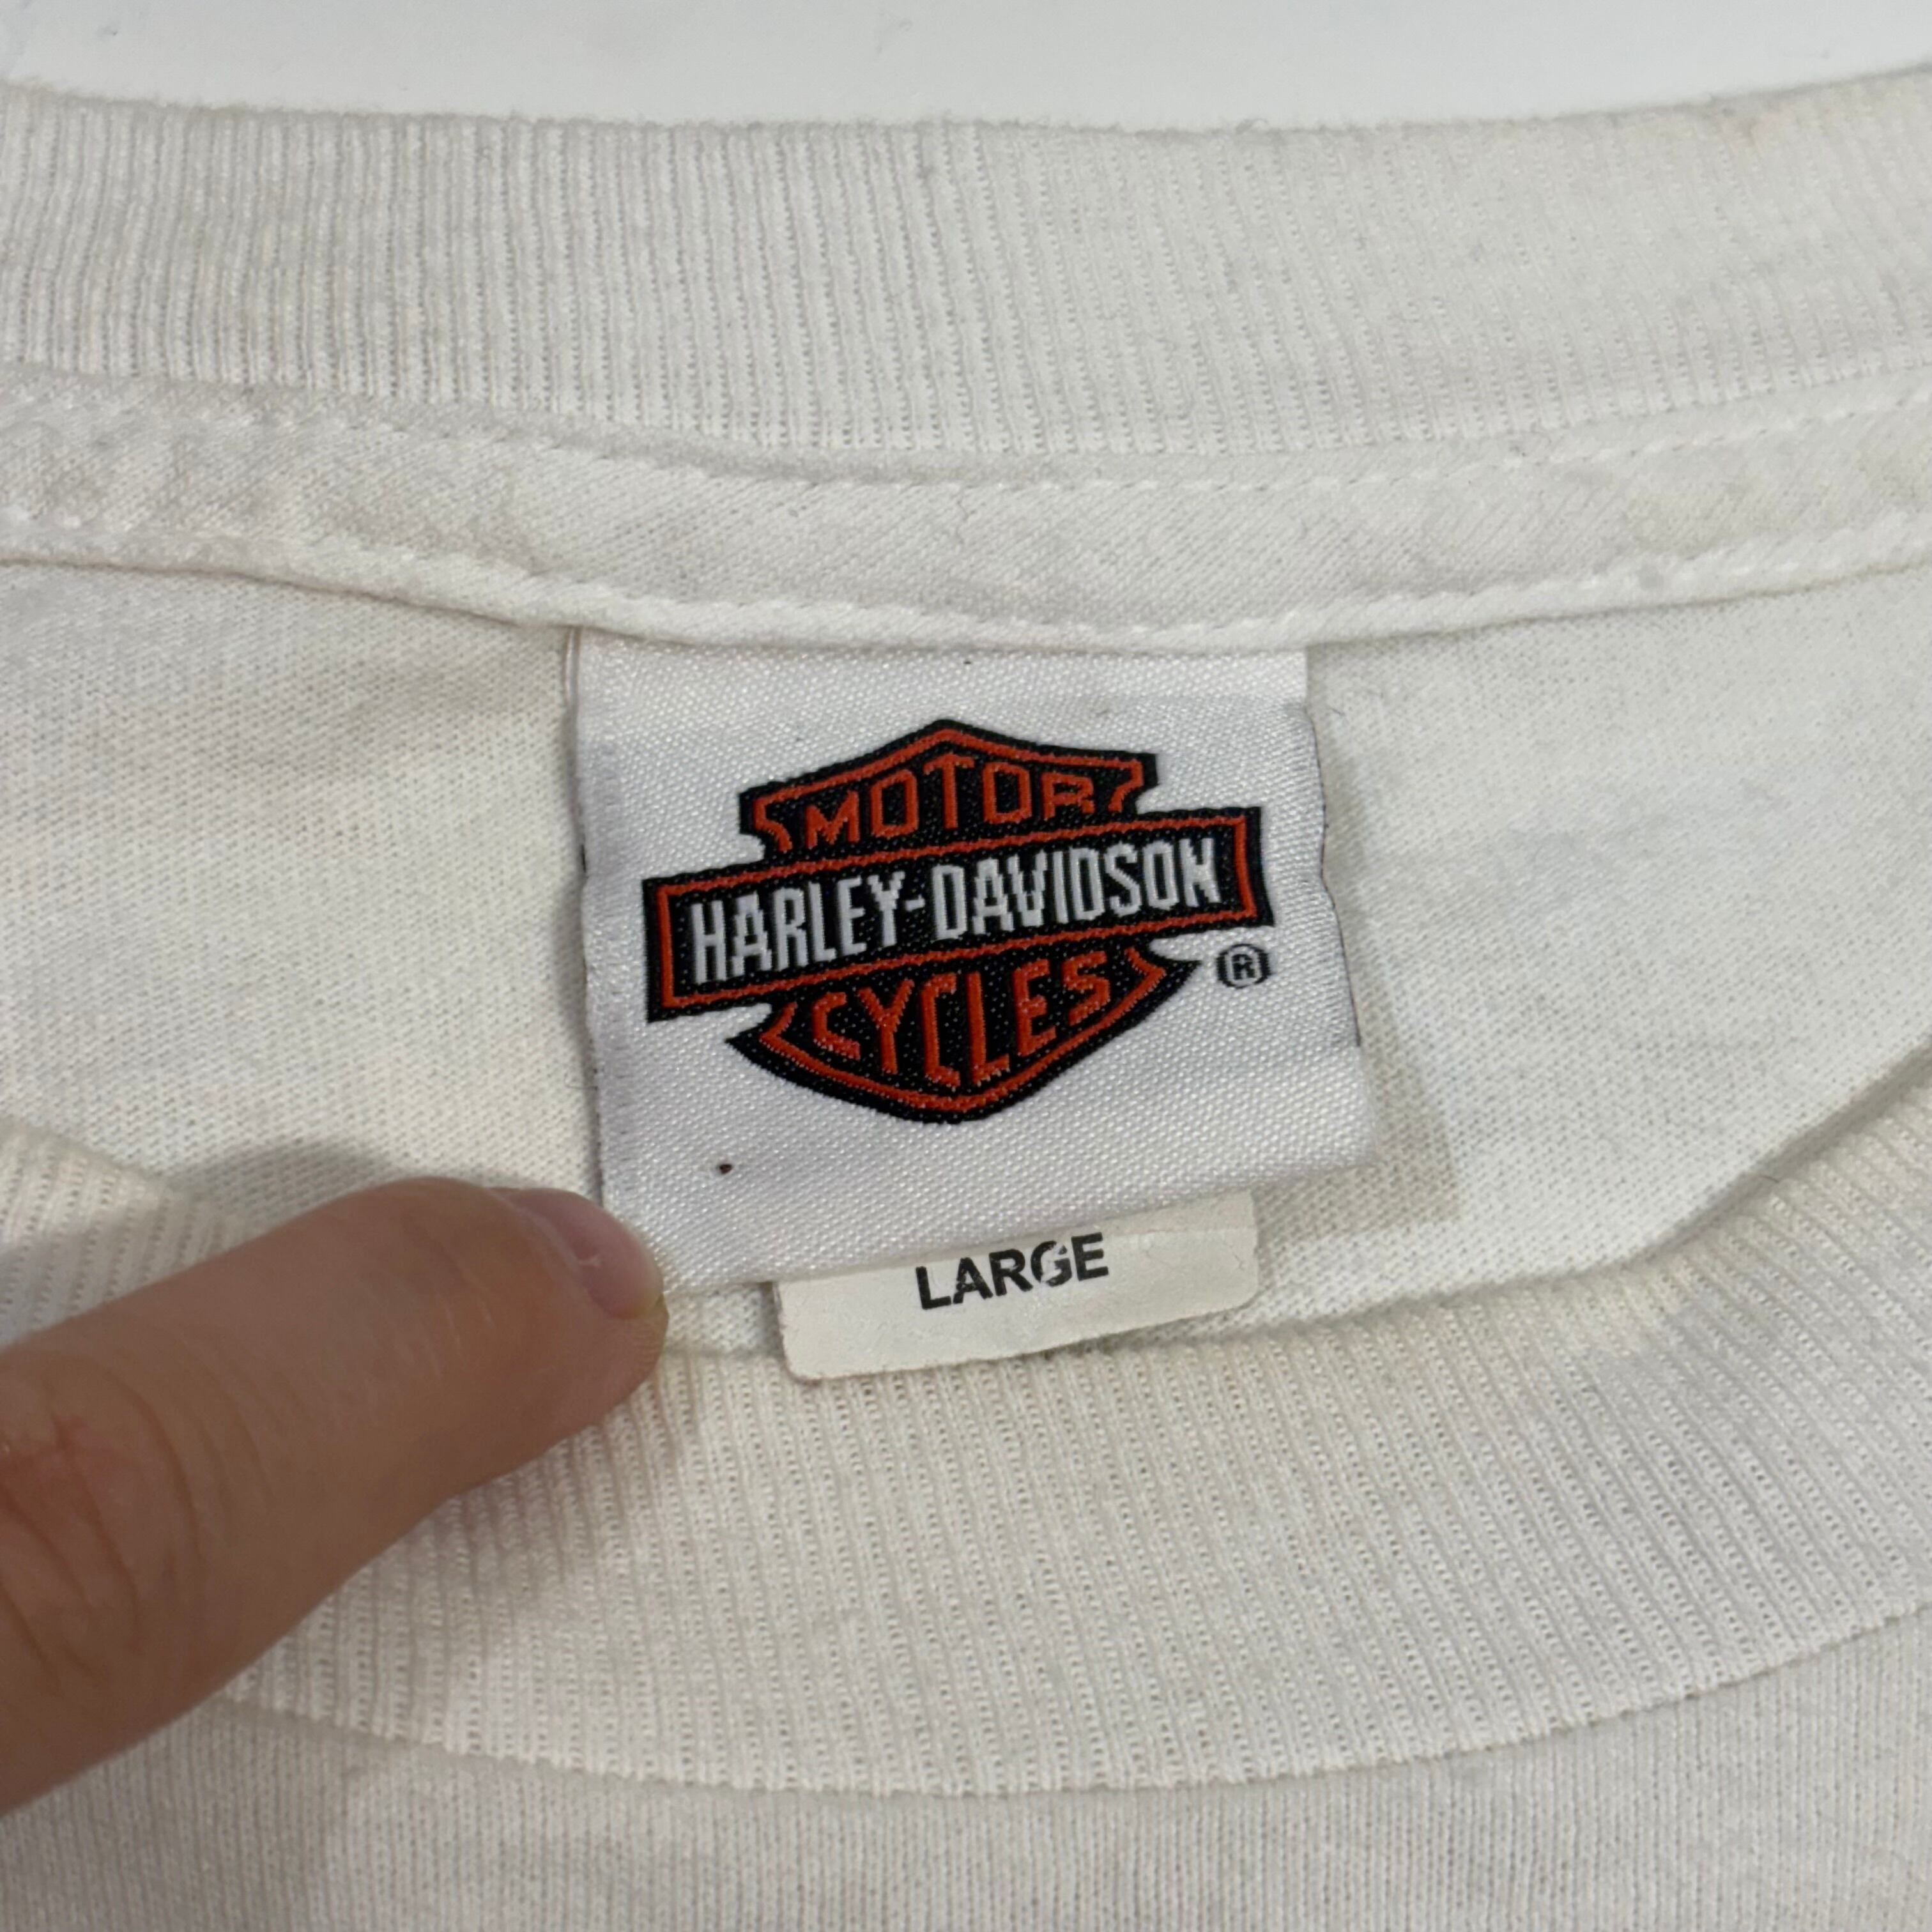 MOTOR
HARLEY-DAVIDSON
CYCLES
®
LARGE